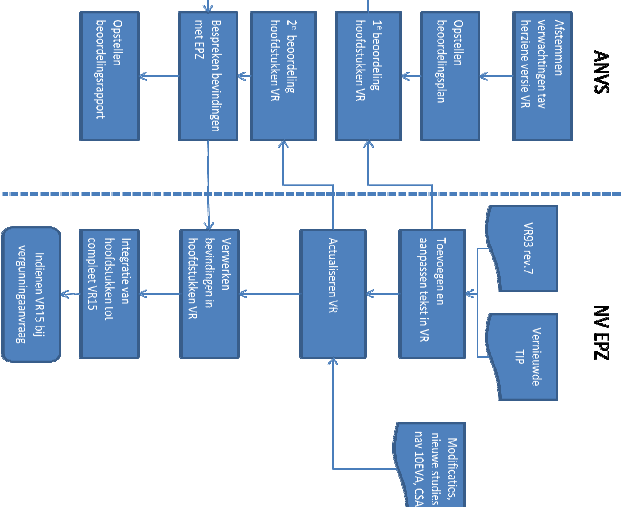 ANVS
Afstemmen
verwachtingen tav
herziene versie VR
Opstellen
beoordelingsplan
1e beoordeling
hoofdstukken VR
2e beoordeling
hoofdstukken VR
Bespreken bevindingen
met EPZ
Opstellen
beoordelingsrapport
NV EPZ
VR93 rev.7
Vernieuwde
TIP
Toevoegen en
aanpassen tekst in VR
Modificaties,
nieuwe studies
nav 10EVA, CSA
Actualiseren VR
Verwerken
bevindingen in
hoofdstukken VR
Integratie van
hoofdstukken tot
compleet VR15
Indienen VR15 bij
vergunningaanvraag